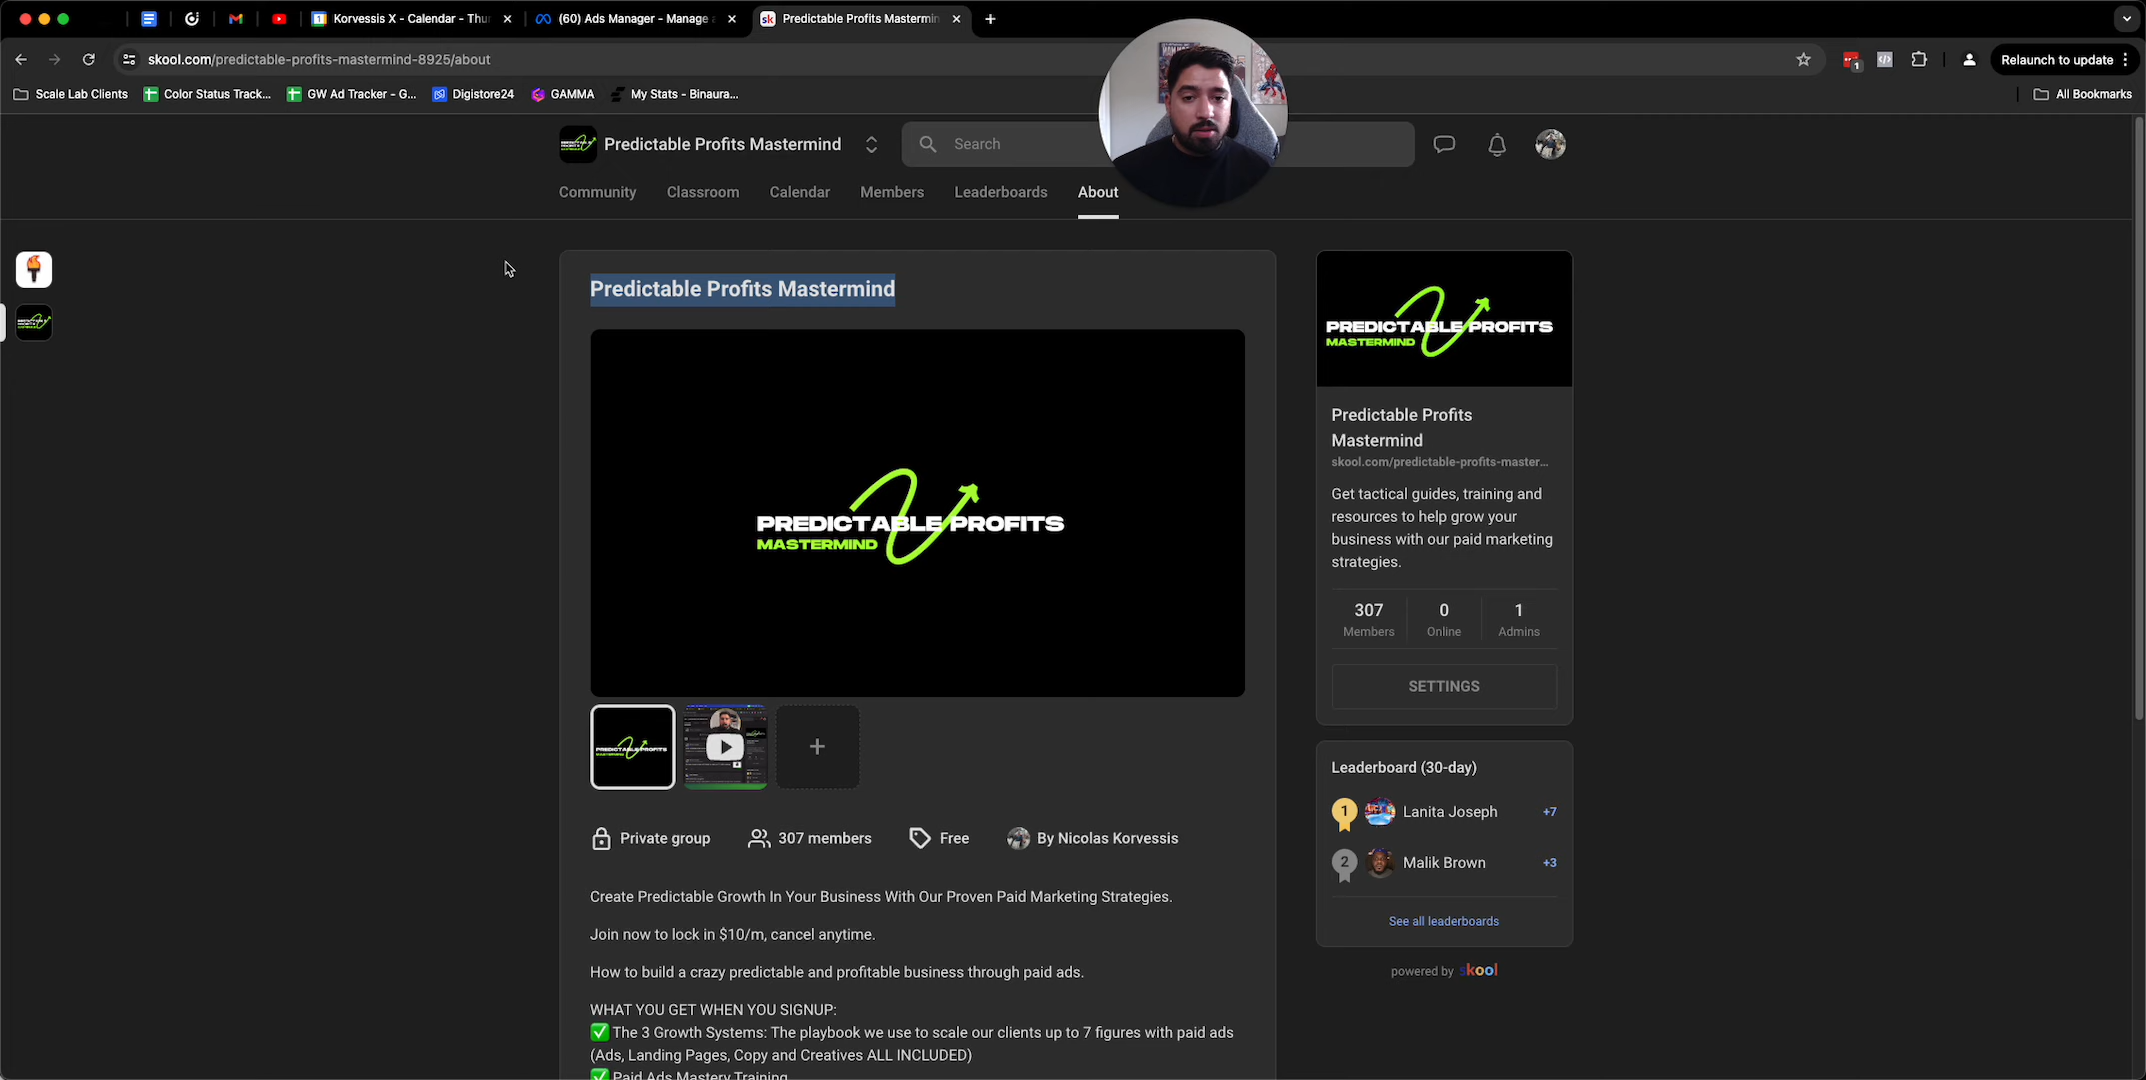 Korvessis X - Calendar - Thu
(60) Ads Manager - Manage
sk
Predictable Profits Mastermin
skool.com/predictable-profits-mastermind-8925/about
1
Relaunch to update
Scale Lab Clients
Color Status Track...
GW Ad Tracker - G...
Digistore24
GAMMA
My Stats - Binaura...
All Bookmarks
Predictable Profits Mastermind
Search
Community
Classroom
Calendar
Members
Leaderboards
About
Predictable Profits Mastermind
PREDICTABLE PROFITS
MASTERMIND
Private group
307 members
Free
By Nicolas Korvessis
Create Predictable Growth In Your Business With Our Proven Paid Marketing Strategies.
Join now to lock in $10/m, cancel anytime.
How to build a crazy predictable and profitable business through paid ads.
WHAT YOU GET WHEN YOU SIGNUP:
✅ The 3 Growth Systems: The playbook we use to scale our clients up to 7 figures with paid ads
(Ads, Landing Pages, Copy and Creatives ALL INCLUDED)
✅ Paid Ads Mastery Training
PREDICTABLE PROFITS
MASTERMIND
Predictable Profits
Mastermind
skool.com/predictable-profits-master...
Get tactical guides, training and
resources to help grow your
business with our paid marketing
strategies.
307
Members
0
Online
1
Admins
SETTINGS
Leaderboard (30-day)
1
Lanita Joseph
+7
2
Malik Brown
+3
See all leaderboards
powered by skool